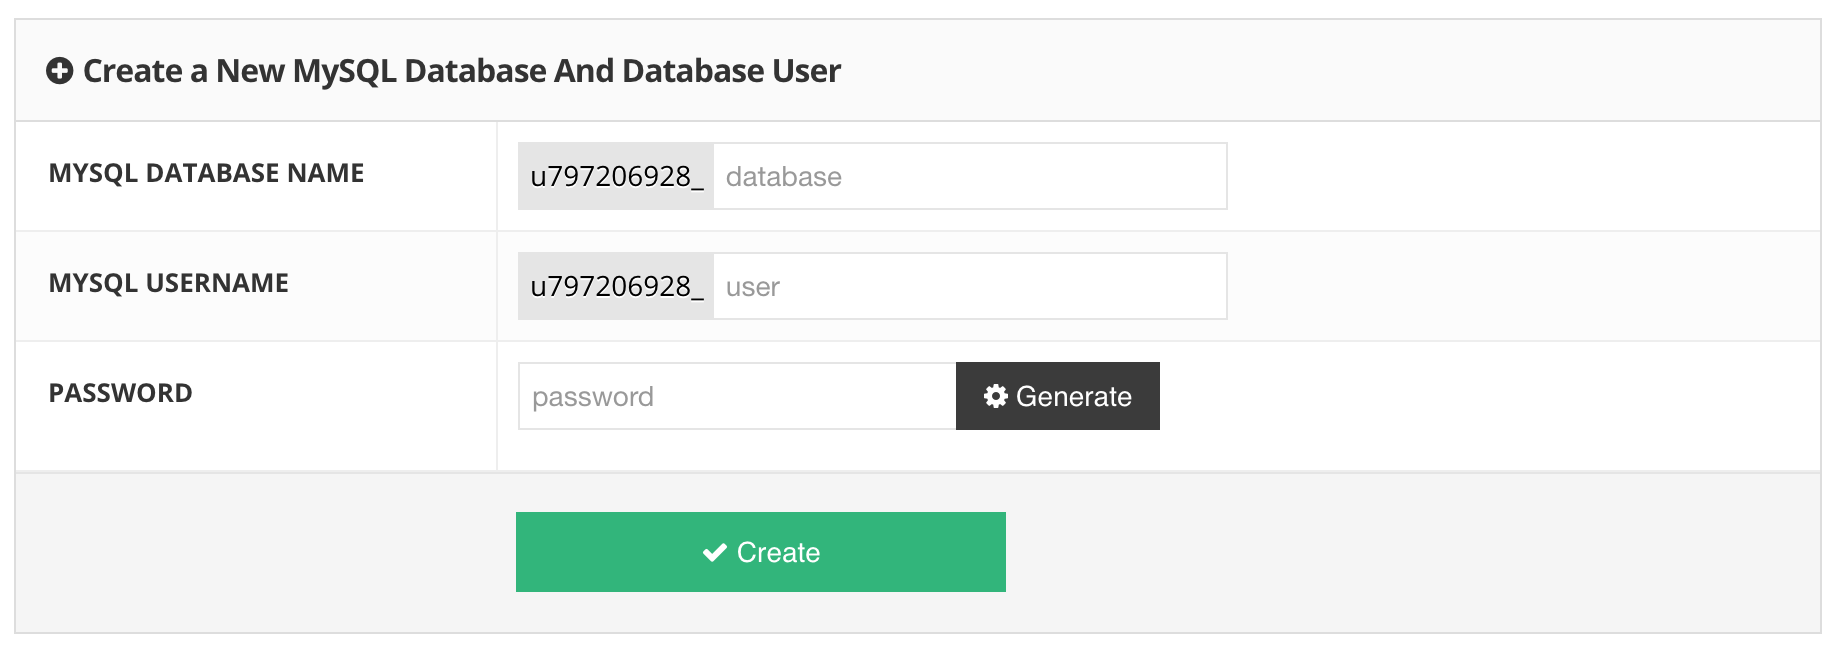 Create a New MySQL Database And Database User
MYSQL DATABASE NAME
u797206928_ database
MYSQL USERNAME
u797206928_ user
PASSWORD
password Generate
Create